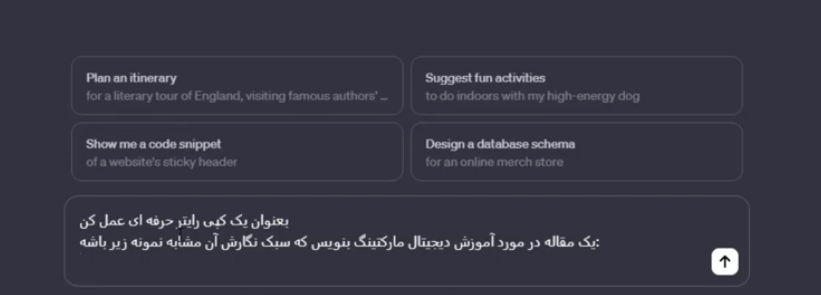 Plan an itinerary
for a literary tour of England, visiting famous authors' ...
Suggest fun activities
to do indoors with my high-energy dog
Show me a code snippet
of a website's sticky header
Design a database schema
for an online merch store
بعنوان یک کپی رایتر حرفه ای عمل کن
یک مقاله در مورد آموزش دیجیتال مارکتینگ بنویس که سبک نگارش آن مشابه نمونه زیر باشه: